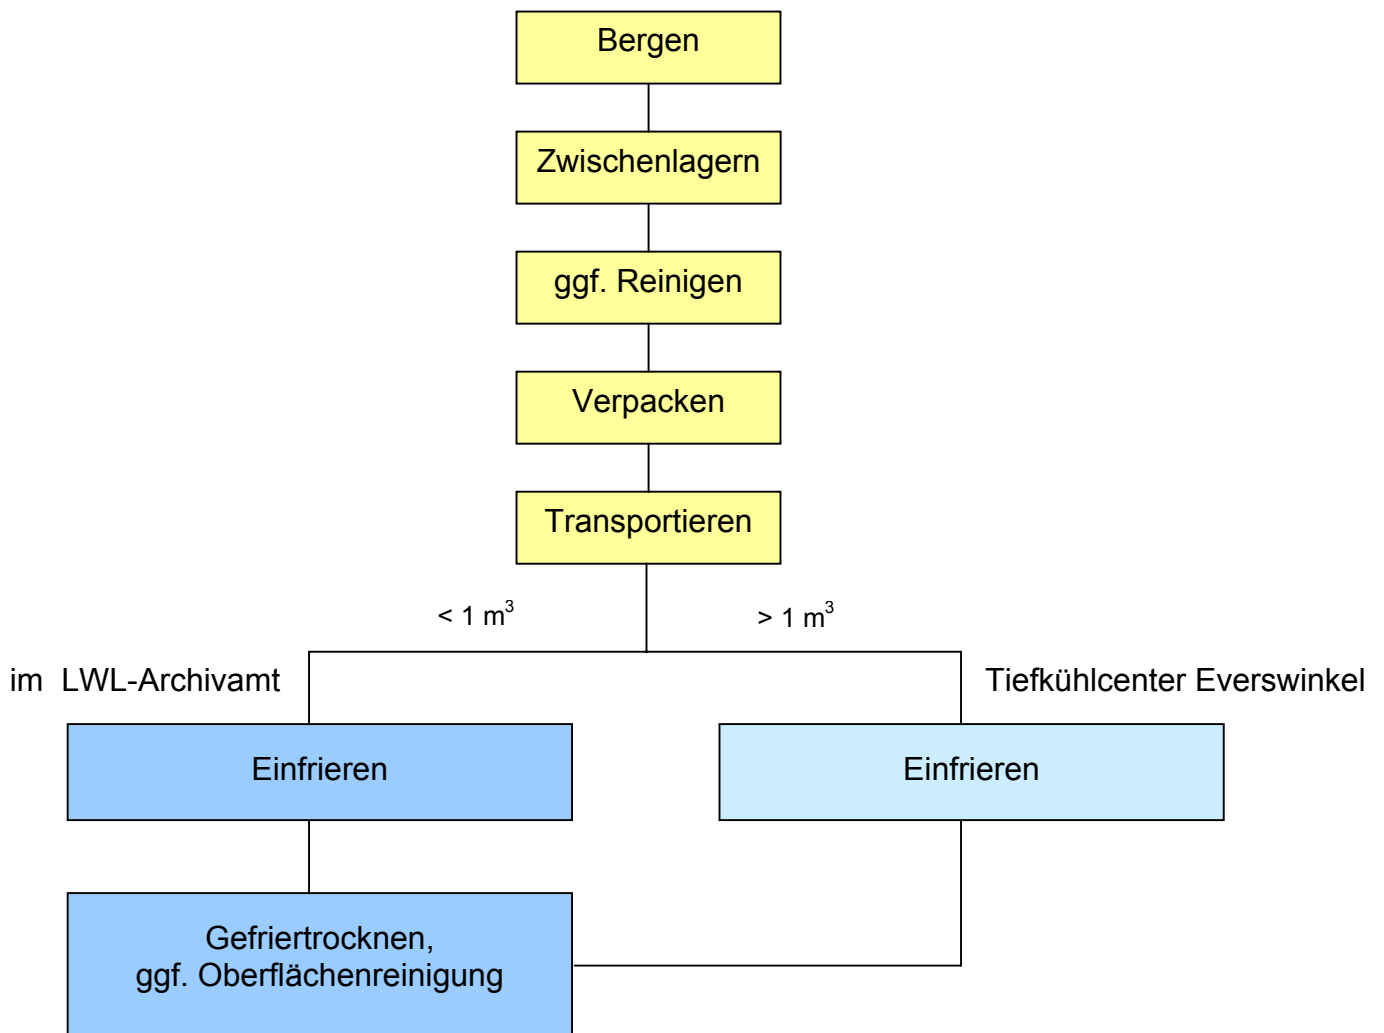 Bergen
Zwischenlagern
ggf. Reinigen
Verpacken
Transportieren
< 1 m³
> 1 m³
im LWL-Archivamt
Tiefkühlcenter Everswinkel
Einfrieren
Einfrieren
Gefriertrocknen,
ggf. Oberflächenreinigung